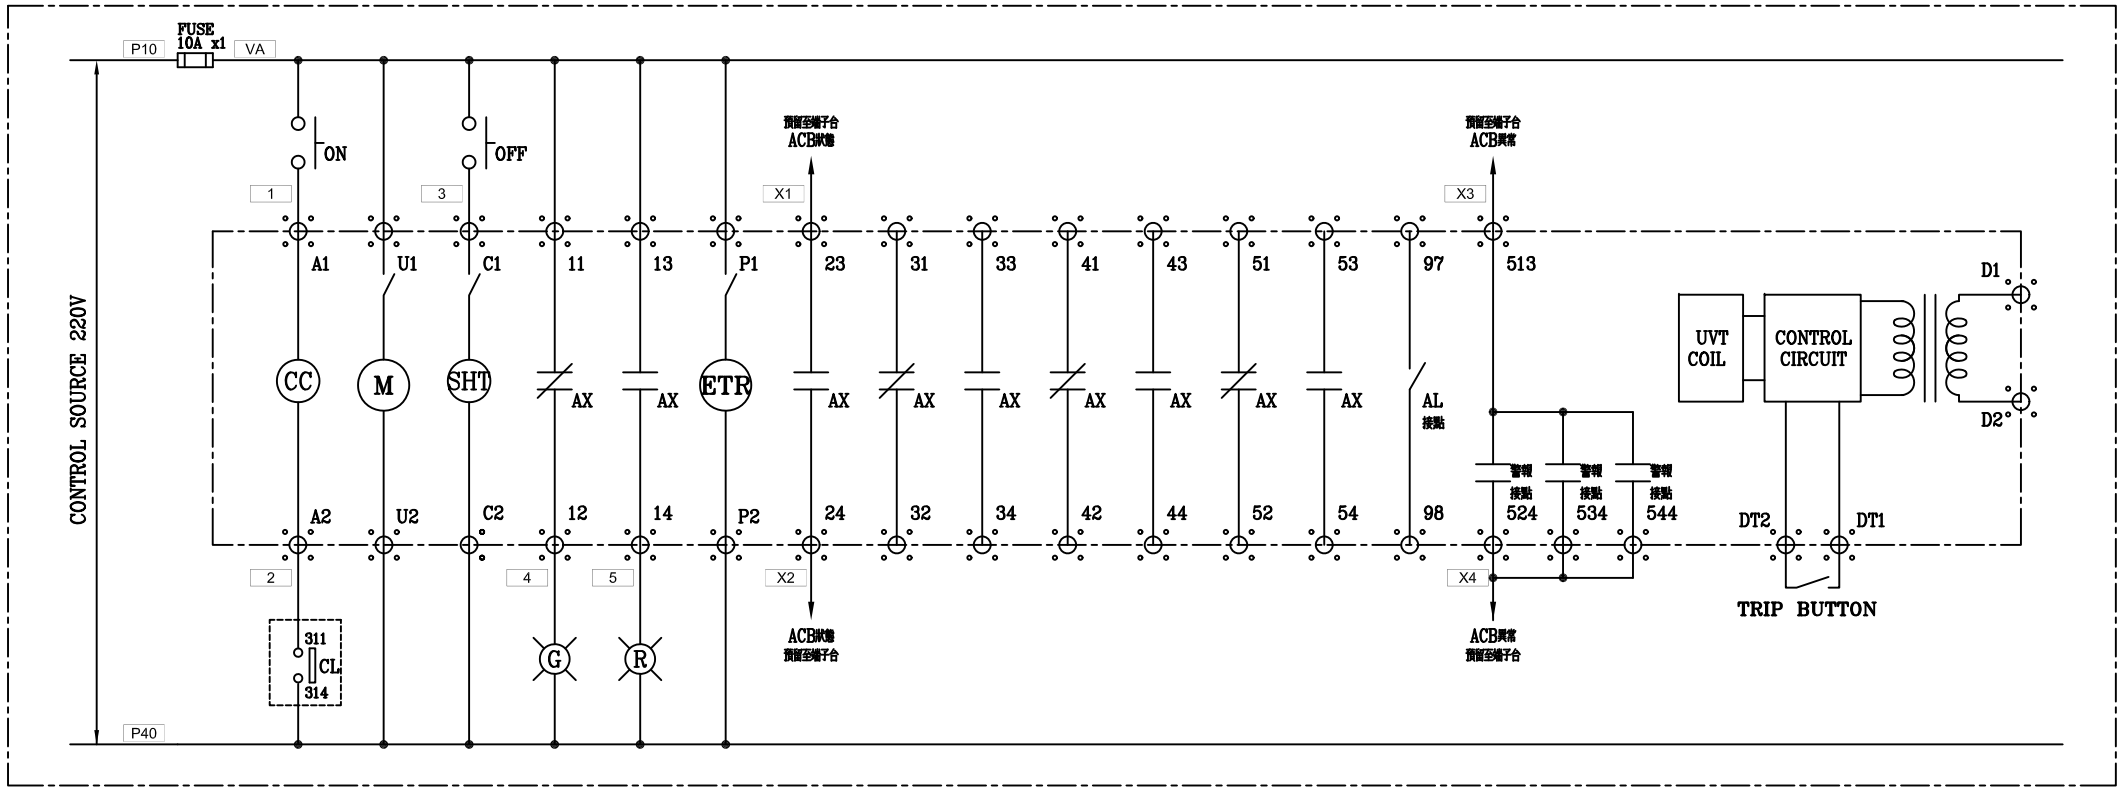 FUSE
10A x1
P10
VA
ON
OFF
預留至端子台
ACB狀態
預留至端子台
ACB異常
1
3
X1
X3
A1
U1
C1
11
13
P1
23
31
33
41
43
51
53
97
513
D1
CONTROL SOURCE 220V
UVT
COIL
CONTROL
CIRCUIT
CC
M
SHT
ETR
AX
AX
AX
AX
AX
AX
AX
AX
AX
AL
接點
D2
警報
接點
警報
接點
警報
接點
A2
U2
C2
12
14
P2
24
32
34
42
44
52
54
98
524
534
544
DT2
DT1
2
4
5
X2
X4
TRIP BUTTON
311
CL
314
G
R
ACB狀態
預留至端子台
ACB異常
預留至端子台
P40